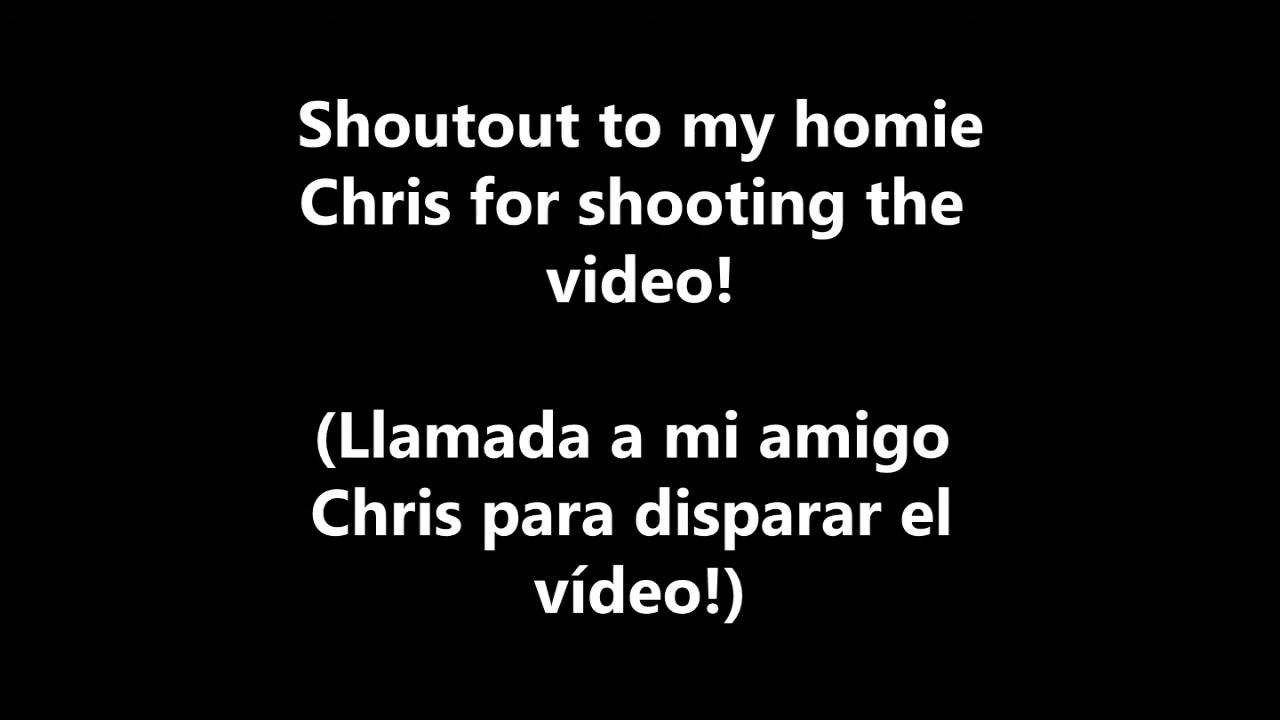 Shoutout to my homie
Chris for shooting the
video!
(Llamada a mi amigo
Chris para disparar el
vídeo!)